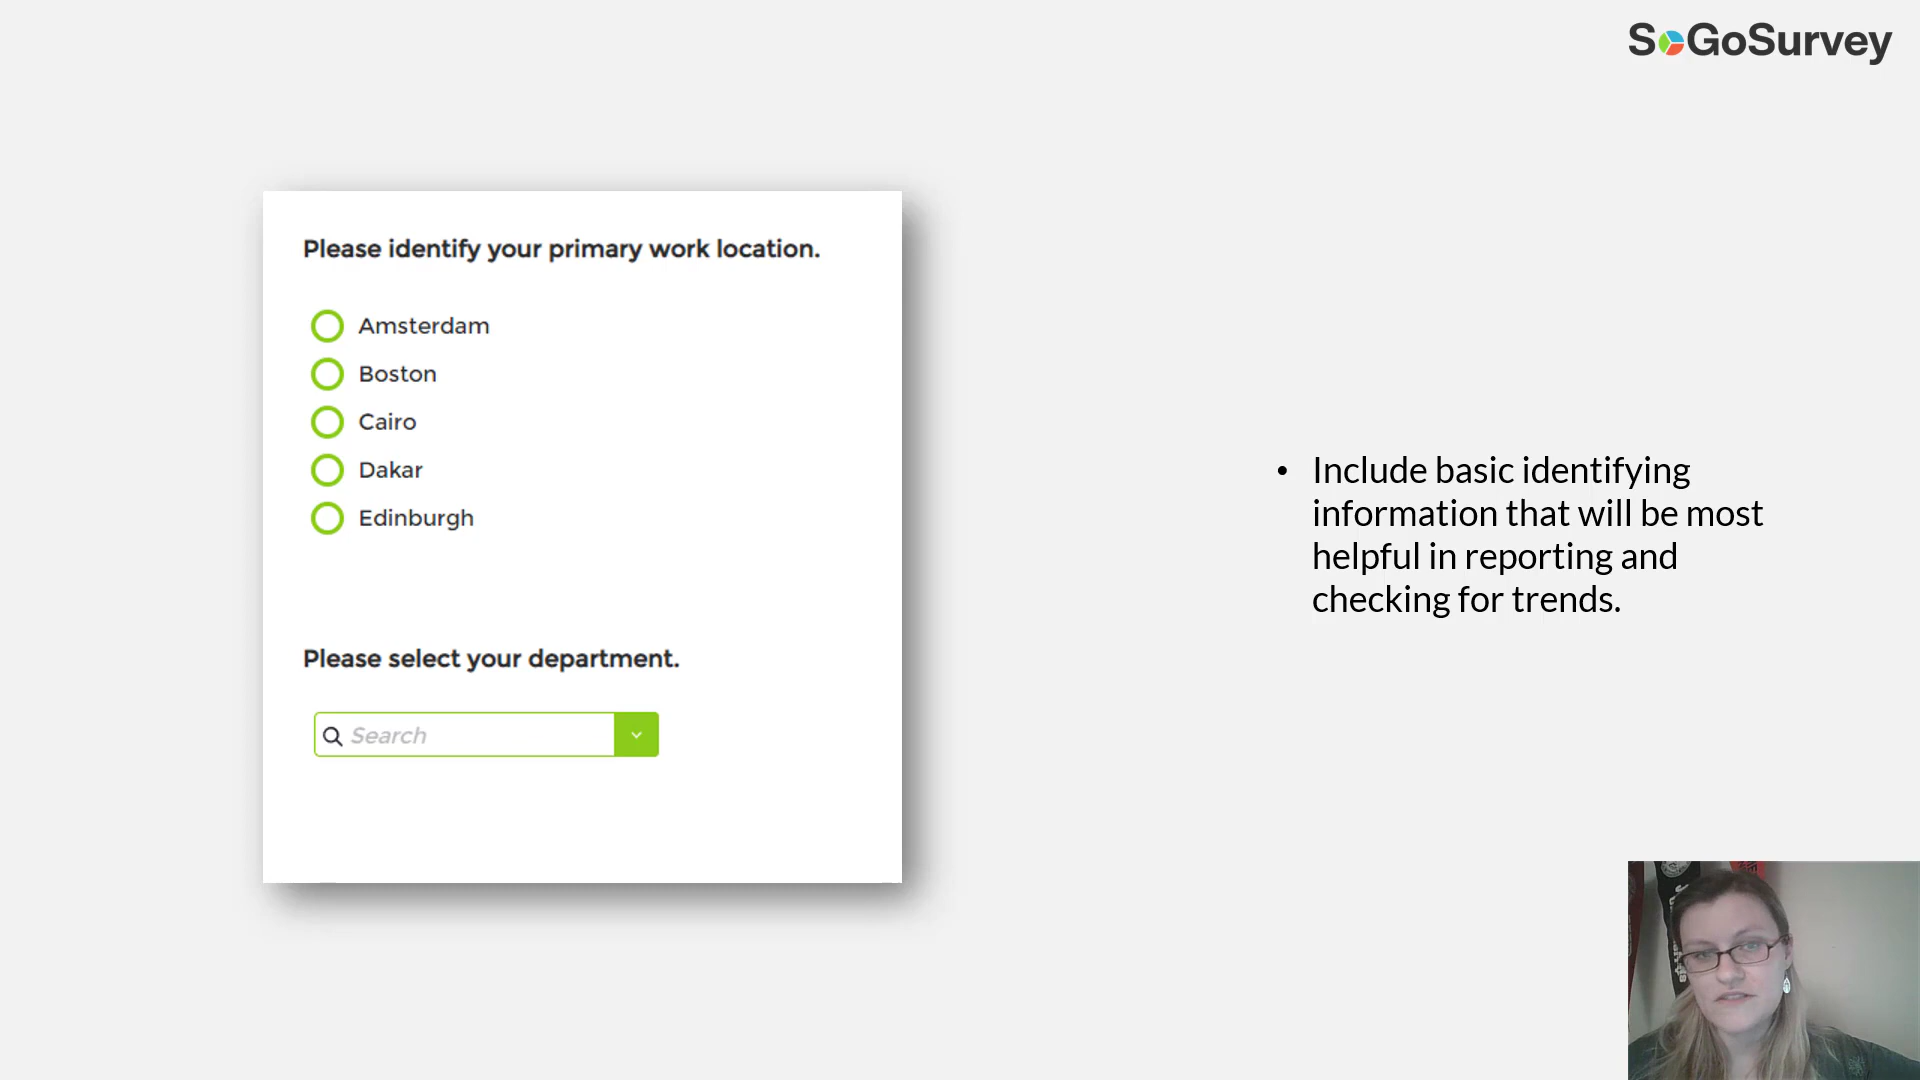 SoGoSurvey
Please identify your primary work location.
Amsterdam
Boston
Cairo
Dakar
Edinburgh
Please select your department.
Search
• Include basic identifying
information that will be most
helpful in reporting and
checking for trends.